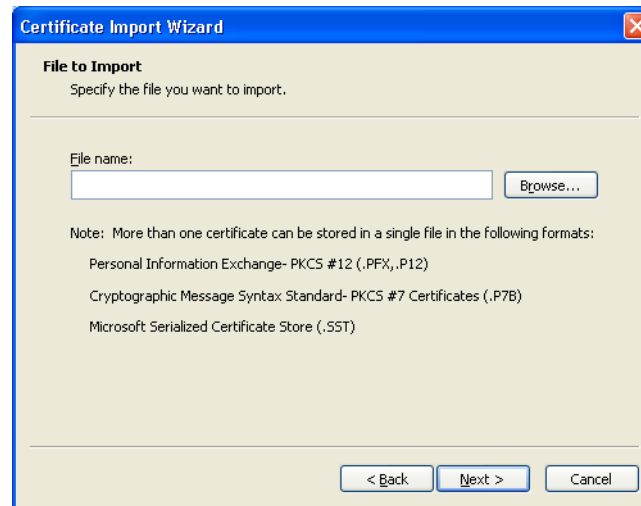 Certificate Import Wizard
File to Import
Specify the file you want to import.
File name:
Browse...
Note: More than one certificate can be stored in a single file in the following formats:
Personal Information Exchange- PKCS #12 (.PFX,.P12)
Cryptographic Message Syntax Standard- PKCS #7 Certificates (.P7B)
Microsoft Serialized Certificate Store (.SST)
< Back Next > Cancel